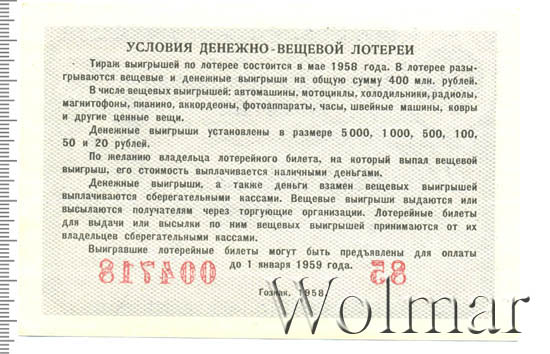 УСЛОВИЯ ДЕНЕЖНО-ВЕЩЕВОЙ ЛОТЕРЕИ
Тираж выигрышей по лотерее состоится в мае 1958 года. В лотерее разы-
грываются вещевые и денежные выигрыши на общую сумму 400 млн. рублей.
В числе вещевых выигрышей: автомашины, мотоциклы, холодильники, радиолы,
магнитофоны, пианино, аккордеоны, фотоаппараты, часы, швейные машины, ковры
и другие ценные вещи.
Денежные выигрыши установлены в размере 5 000, 1 000, 500, 100,
50 и 20 рублей.
По желанию владельца лотерейного билета, на который выпал вещевой
выигрыш, его стоимость выплачивается наличными деньгами.
Денежные выигрыши, а также деньги взамен вещевых выигрышей
выплачиваются сберегательными кассами. Вещевые выигрыши выдаются или
высылаются получателям через торгующие организации. Лотерейные билеты
для выдачи или высылки по ним вещевых выигрышей принимаются от их
владельцев сберегательными кассами.
Выигравшие лотерейные билеты могут быть предъявлены для оплаты
до 1 января 1959 года.
85 004718
Гознак. 1958.
Wolmar